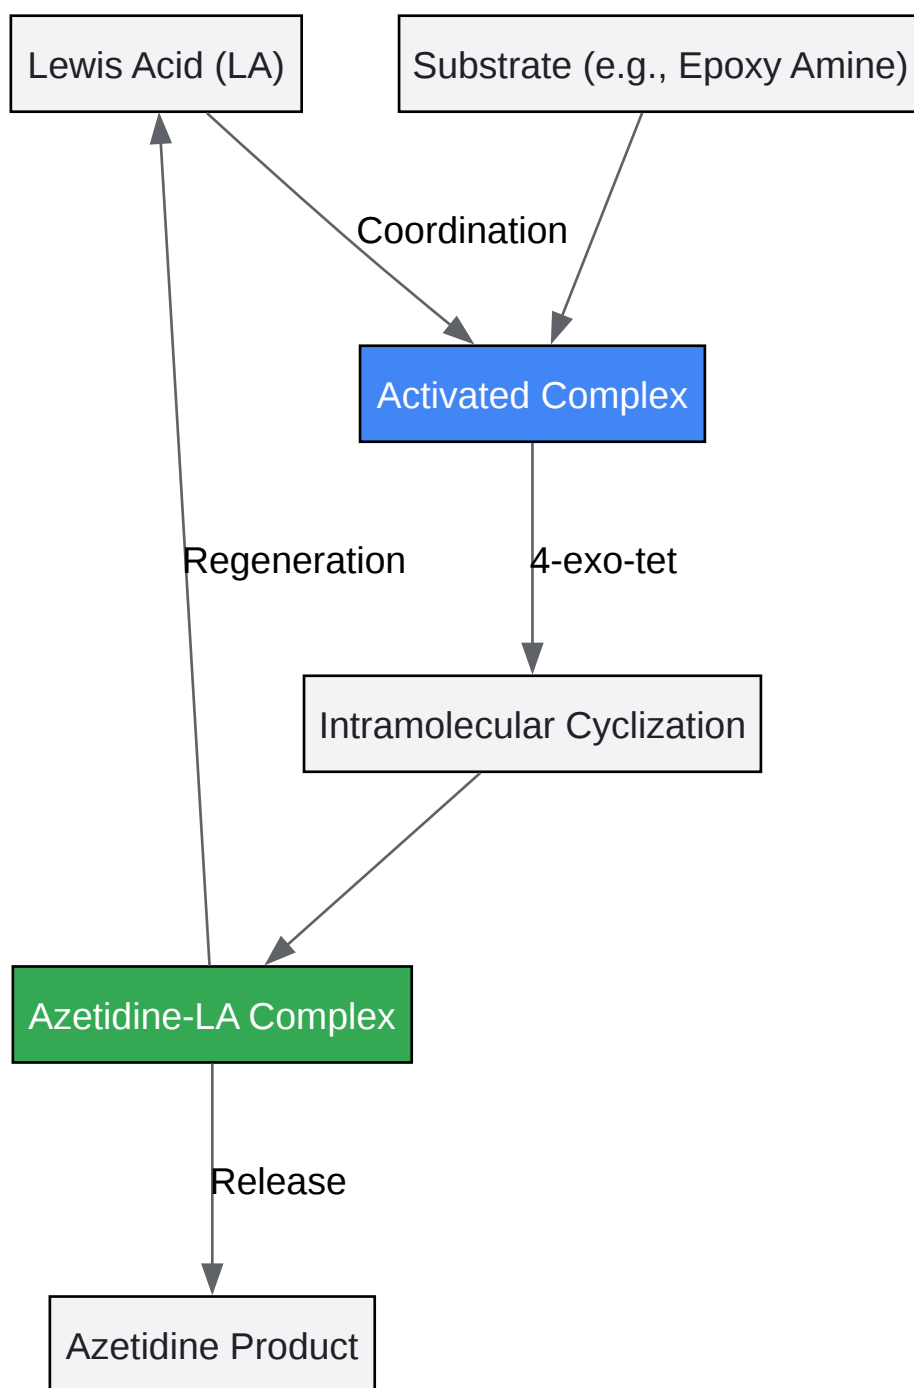 Lewis Acid (LA)
Substrate (e.g., Epoxy Amine)
Coordination
Activated Complex
Regeneration
4-exo-tet
Intramolecular Cyclization
Azetidine-LA Complex
Release
Azetidine Product